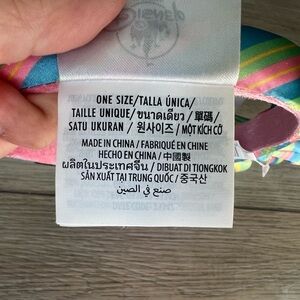 ONE SIZE/TALLA ÚNICA/
TAILLE UNIQUE/ขนาดเดียว/單碼/
SATU UKURAN / 원사이즈 / MỘT KÍCH CỠ
MADE IN CHINA / FABRIQUÉ EN CHINE
HECHO EN CHINA / 中國製
ผลิตในประเทศจีน / DIBUAT DI TIONGKOK
SẢN XUẤT TẠI TRUNG QUỐC / 중국산
صنع في الصين